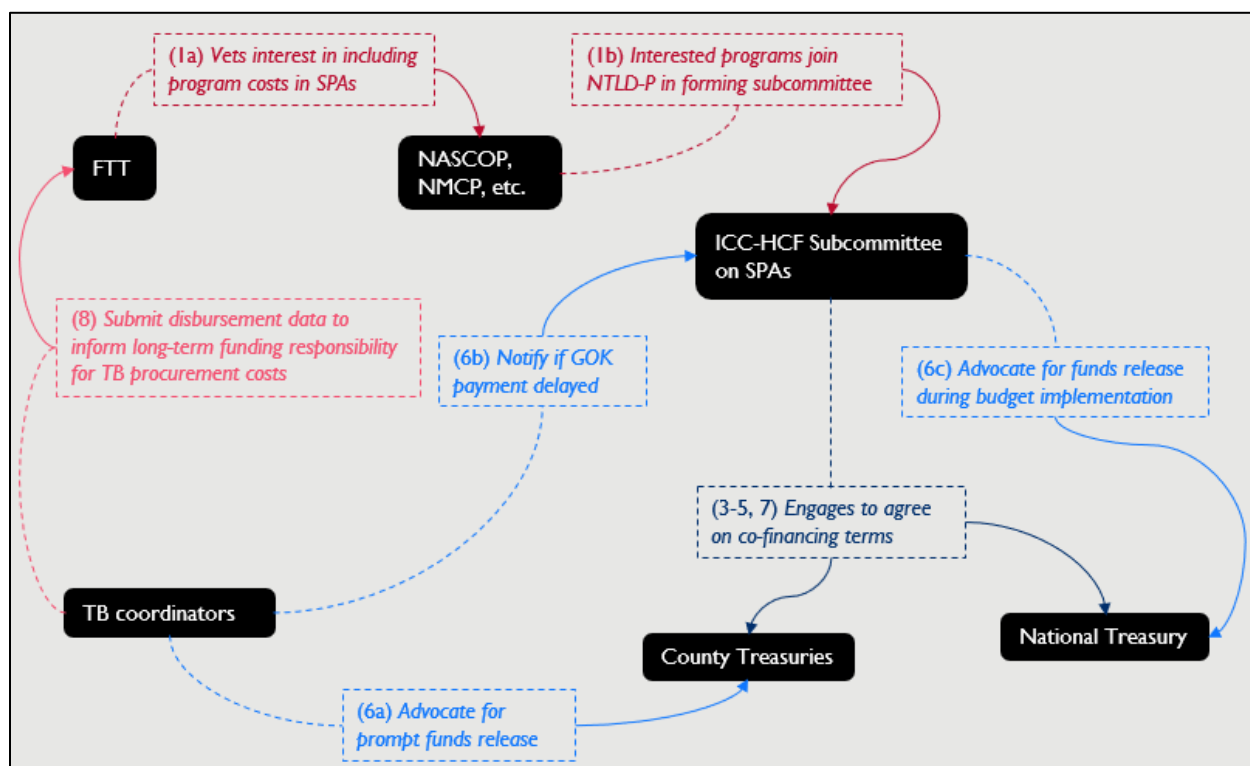 (1a) Vets interest in including
program costs in SPAs
(1b) Interested programs join
NTLD-P in forming subcommittee
FTT
NASCOP,
NMCP, etc.
ICC-HCF Subcommittee
on SPAs
(8) Submit disbursement data to
inform long-term funding responsibility
for TB procurement costs
(6b) Notify if GOK
payment delayed
(6c) Advocate for funds release
during budget implementation
(3-5, 7) Engages to agree
on co-financing terms
TB coordinators
County Treasuries
National Treasury
(6a) Advocate for
prompt funds release